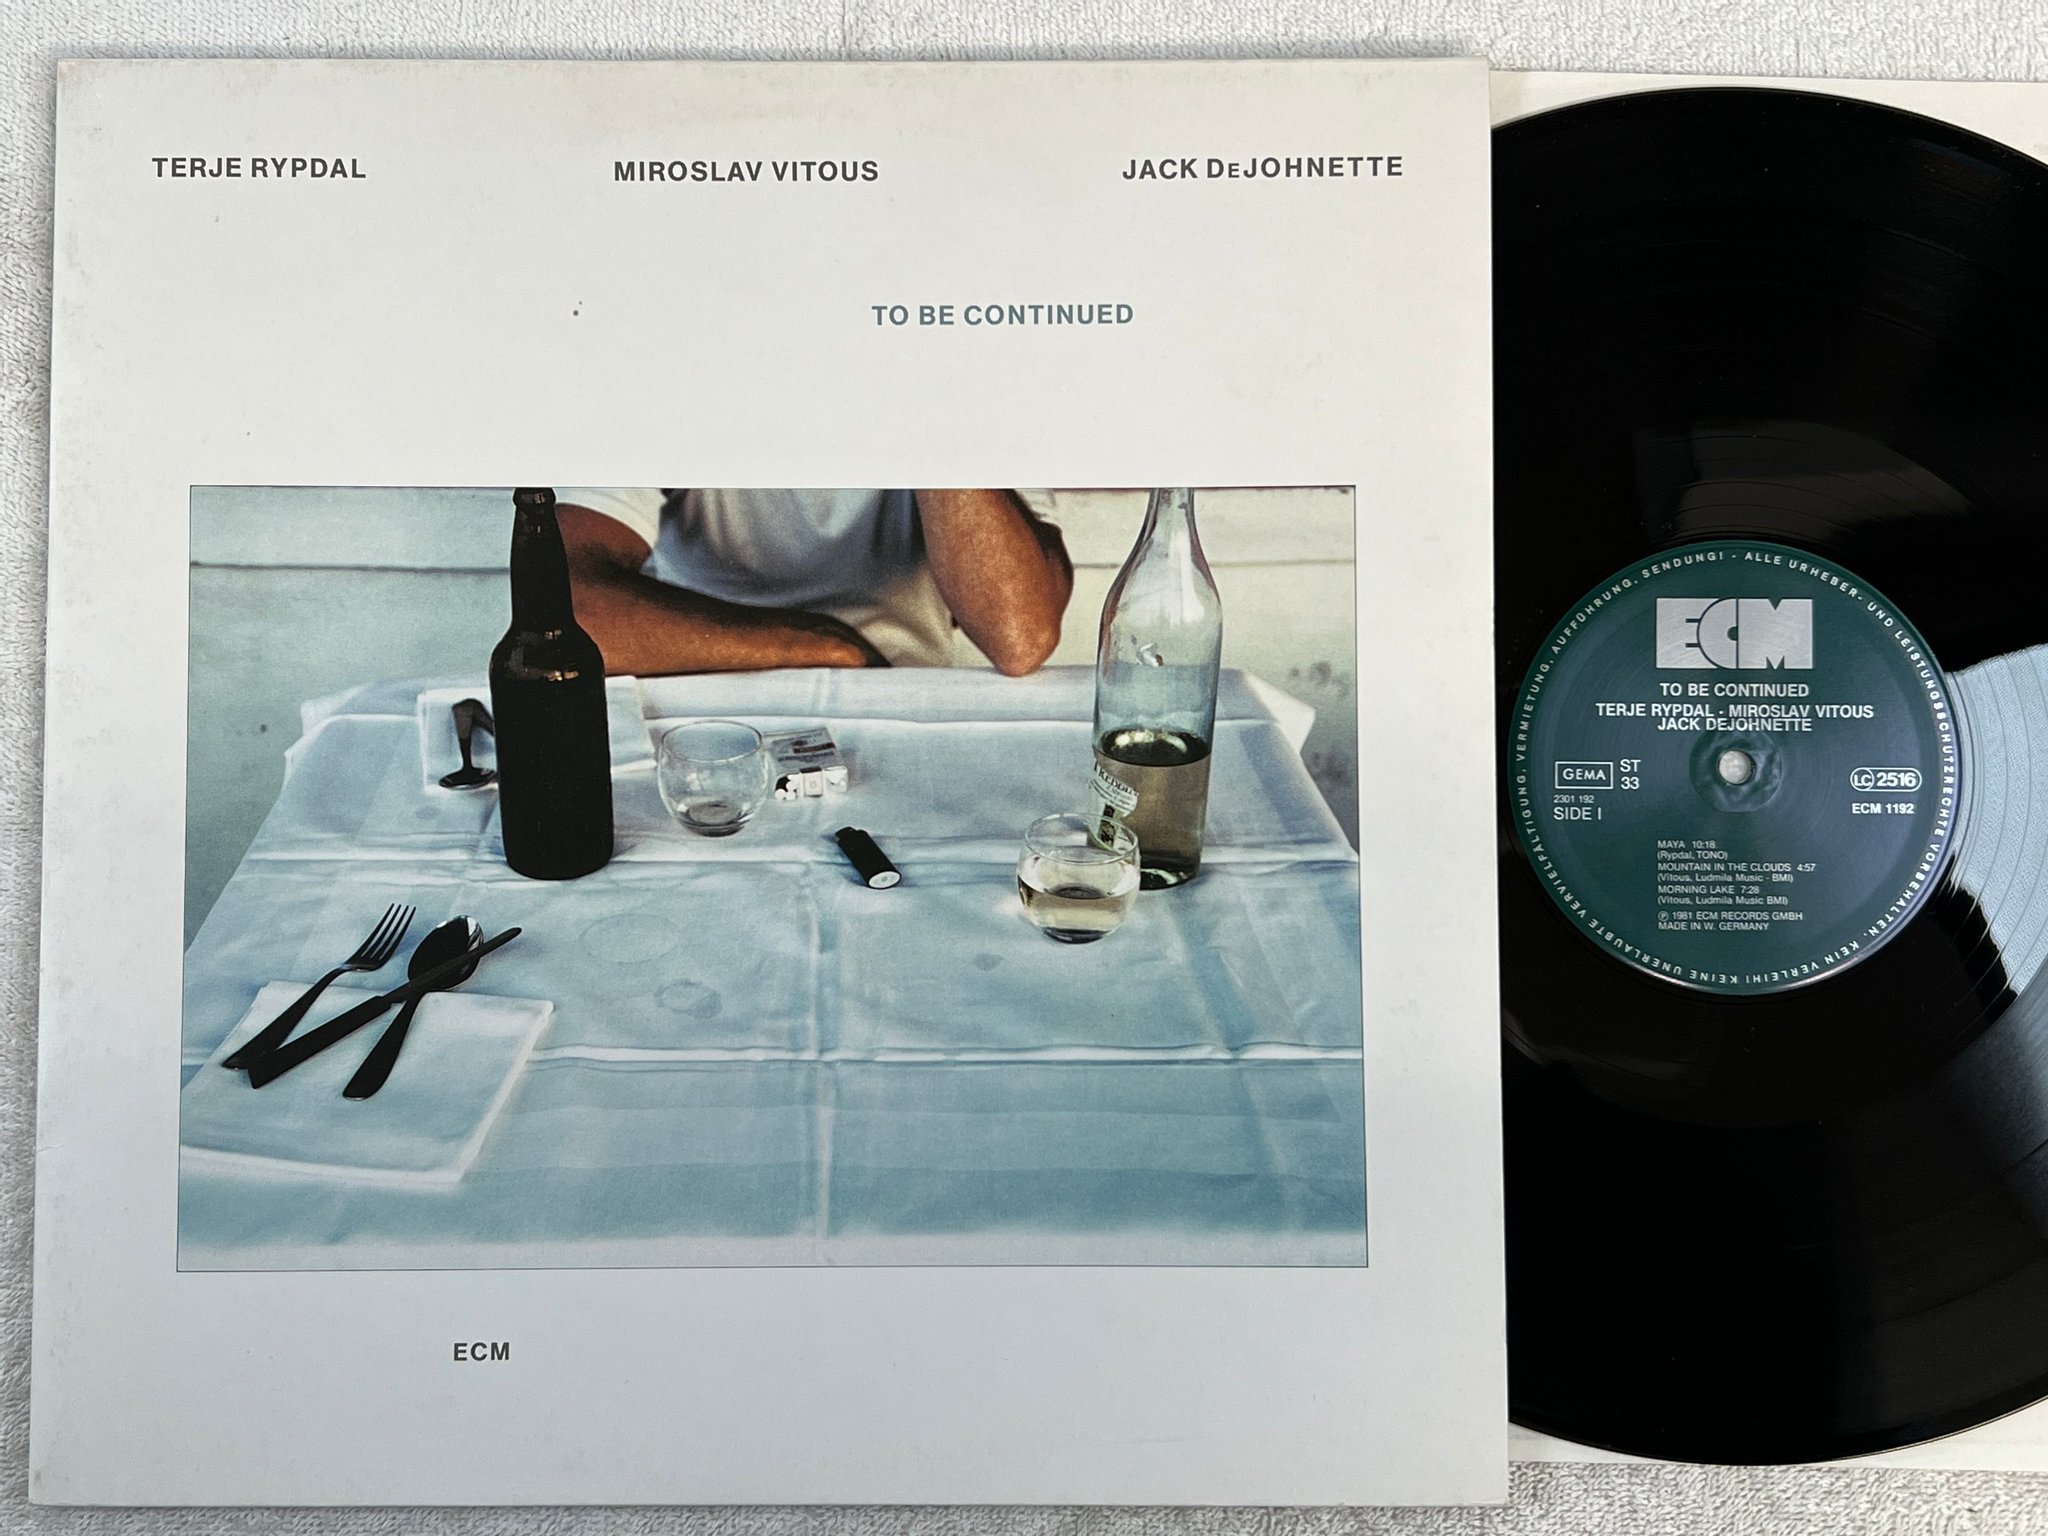 TERJE RYPDAL
MIROSLAV VITOUS
JACK DeJOHNETTE
TO BE CONTINUED
ECM
ECM
TO BE CONTINUED
TERJE RYPDAL - MIROSLAV VITOUS
JACK DEJOHNETTE
GEMA
ST
33
LC 2516
2301 192
SIDE I
ECM 1192
MAYA 10:18
(Rypdal, TONO)
MOUNTAIN IN THE CLOUDS 4:57
(Vitous, Ludmila Music - BMI)
MORNING LAKE 7:28
(Vitous, Ludmila Music BMI)
℗ 1981 ECM RECORDS GMBH
MADE IN W. GERMANY
ALLE URHEBER- UND LEISTUNGSSCHUTZRECHTE VORBEHALTEN. KEIN VERLEIH! KEINE UNERLAUBTE VERVIELFÄLTIGUNG, VERMIETUNG, AUFFÜHRUNG, SENDUNG! -